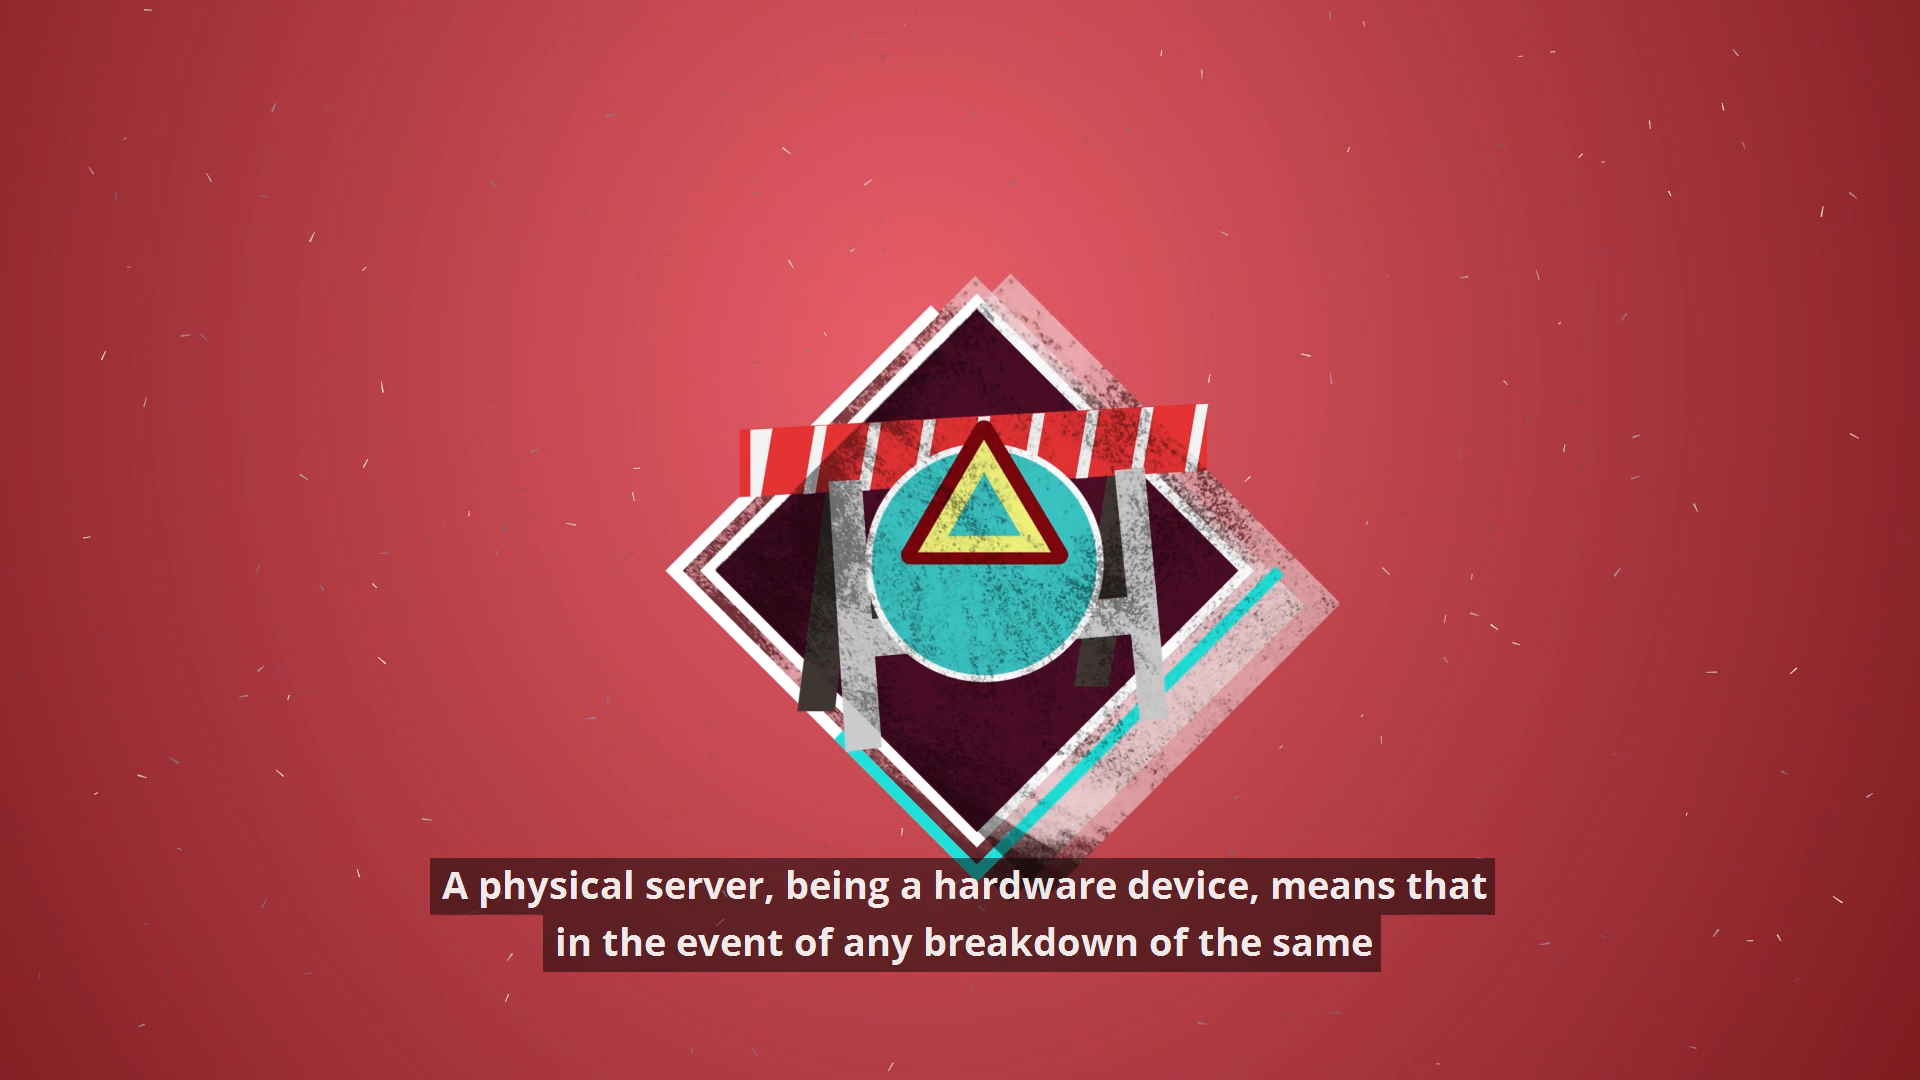 A physical server, being a hardware device, means that
in the event of any breakdown of the same